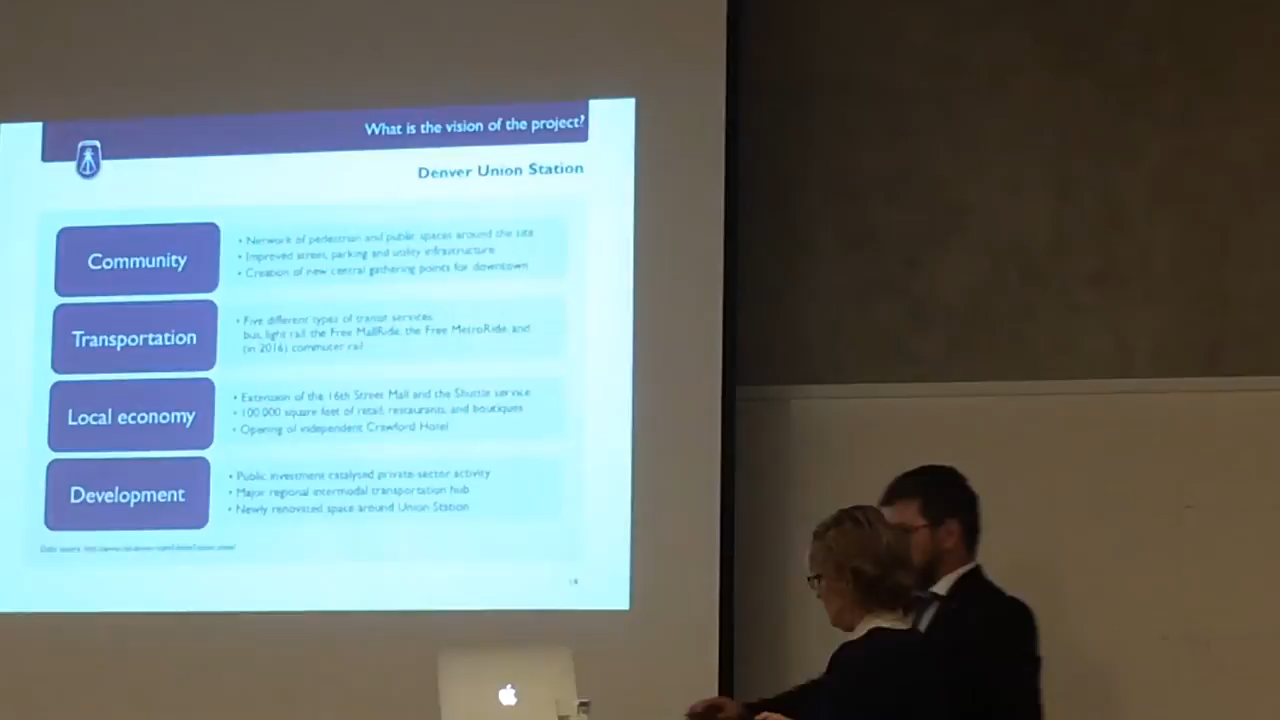 What is the vision of the project?
Denver Union Station
Community
• Network of pedestrian and public spaces around the site
• Improved street, parking and utility infrastructure
• Creation of new central gathering points for downtown
Transportation
• Five different types of transit services
bus, light rail, the Free MallRide, the Free MetroRide, and
(in 2016) commuter rail
Local economy
• Extension of the 16th Street Mall and the Shuttle service
• 100,000 square feet of retail, restaurants, and boutiques
• Opening of independent Crawford Hotel
Development
• Public investment catalysed private-sector activity
• Major regional intermodal transportation hub
• Newly renovated space around Union Station